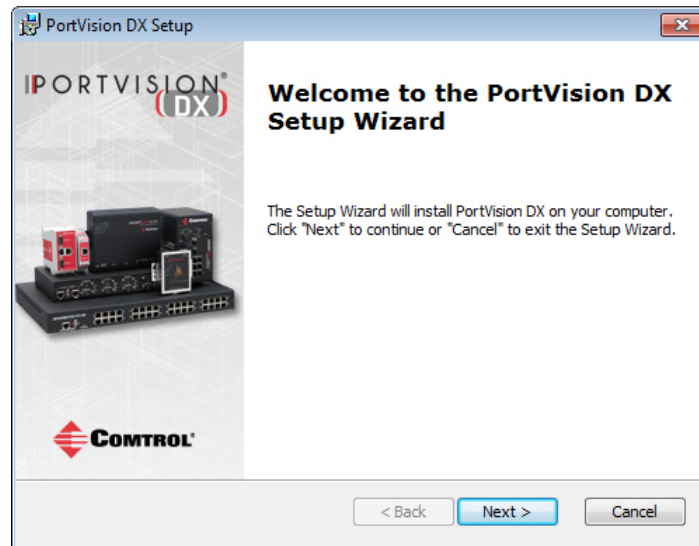 PortVision DX Setup
PORTVISION®
(DX)
Welcome to the PortVision DX
Setup Wizard
The Setup Wizard will install PortVision DX on your computer.
Click "Next" to continue or "Cancel" to exit the Setup Wizard.
COMTROL®
< Back
Next >
Cancel